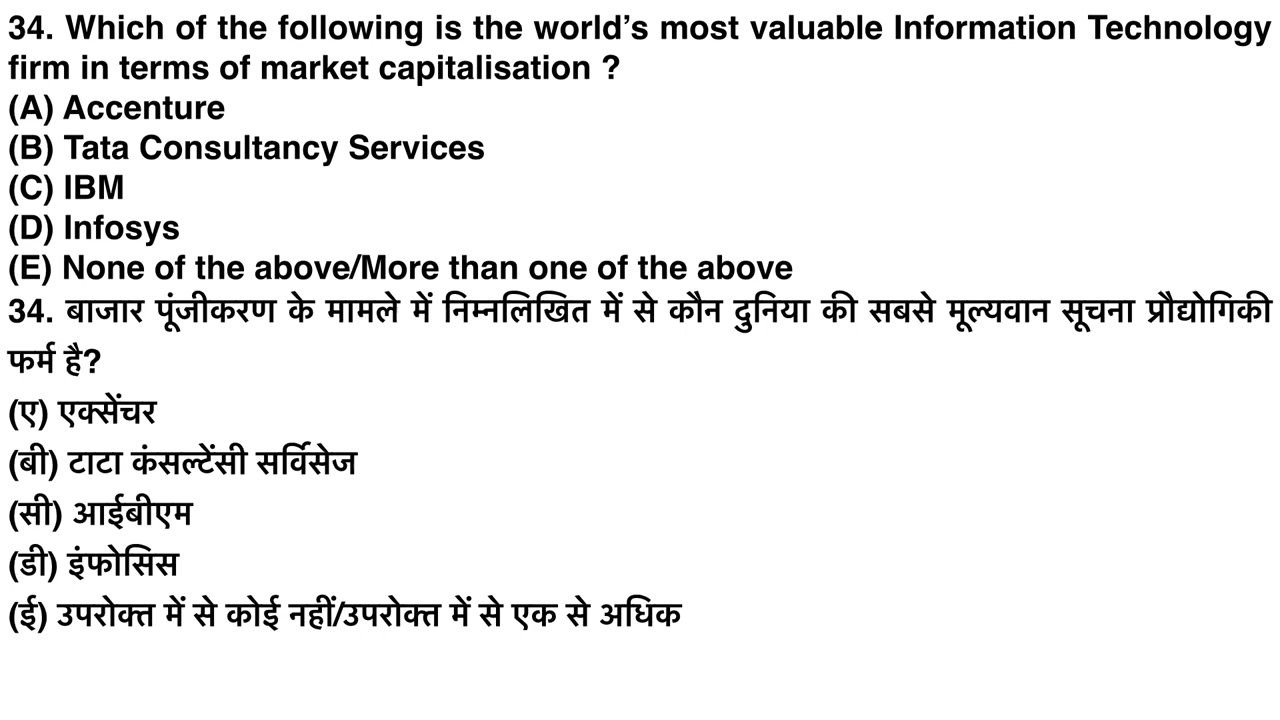 34. Which of the following is the world’s most valuable Information Technology
firm in terms of market capitalisation ?
(A) Accenture
(B) Tata Consultancy Services
(C) IBM
(D) Infosys
(E) None of the above/More than one of the above
34. बाजार पूंजीकरण के मामले में निम्नलिखित में से कौन दुनिया की सबसे मूल्यवान सूचना प्रौद्योगिकी
फर्म है?
(ए) एक्सेंचर
(बी) टाटा कंसल्टेंसी सर्विसेज
(सी) आईबीएम
(डी) इंफोसिस
(ई) उपरोक्त में से कोई नहीं/उपरोक्त में से एक से अधिक